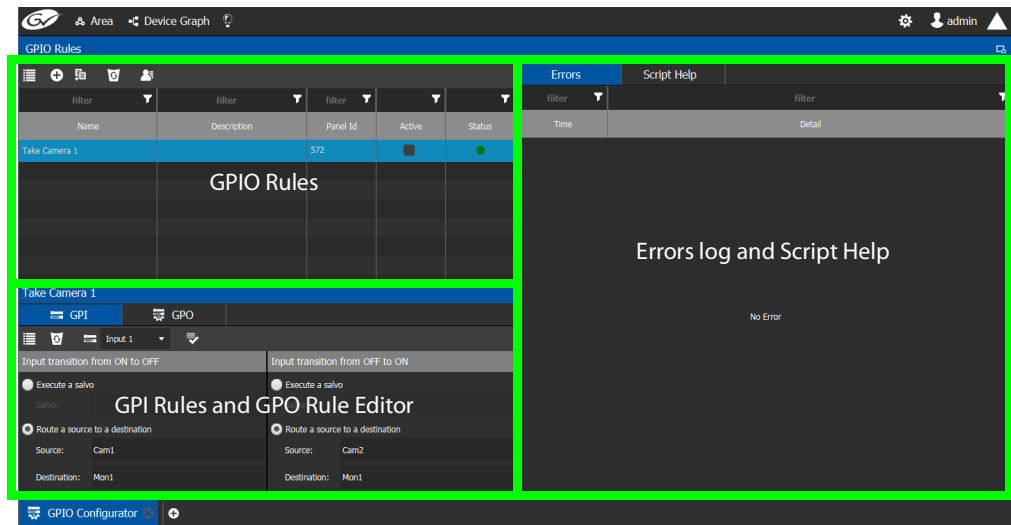 GV Area Device Graph admin
GPIO Rules
Errors Script Help
filter filter filter filter filter
Name Description Panel Id Active Status Time Detail
Take Camera 1 572
GPIO Rules
Errors log and Script Help
No Error
Take Camera 1
GPI GPO
Input 1
Input transition from ON to OFF Input transition from OFF to ON
Execute a salvo Execute a salvo
Salvo:
GPI Rules and GPO Rule Editor
Route a source to a destination Route a source to a destination
Source: Cam1 Source: Cam2
Destination: Mon1 Destination: Mon1
GPIO Configurator